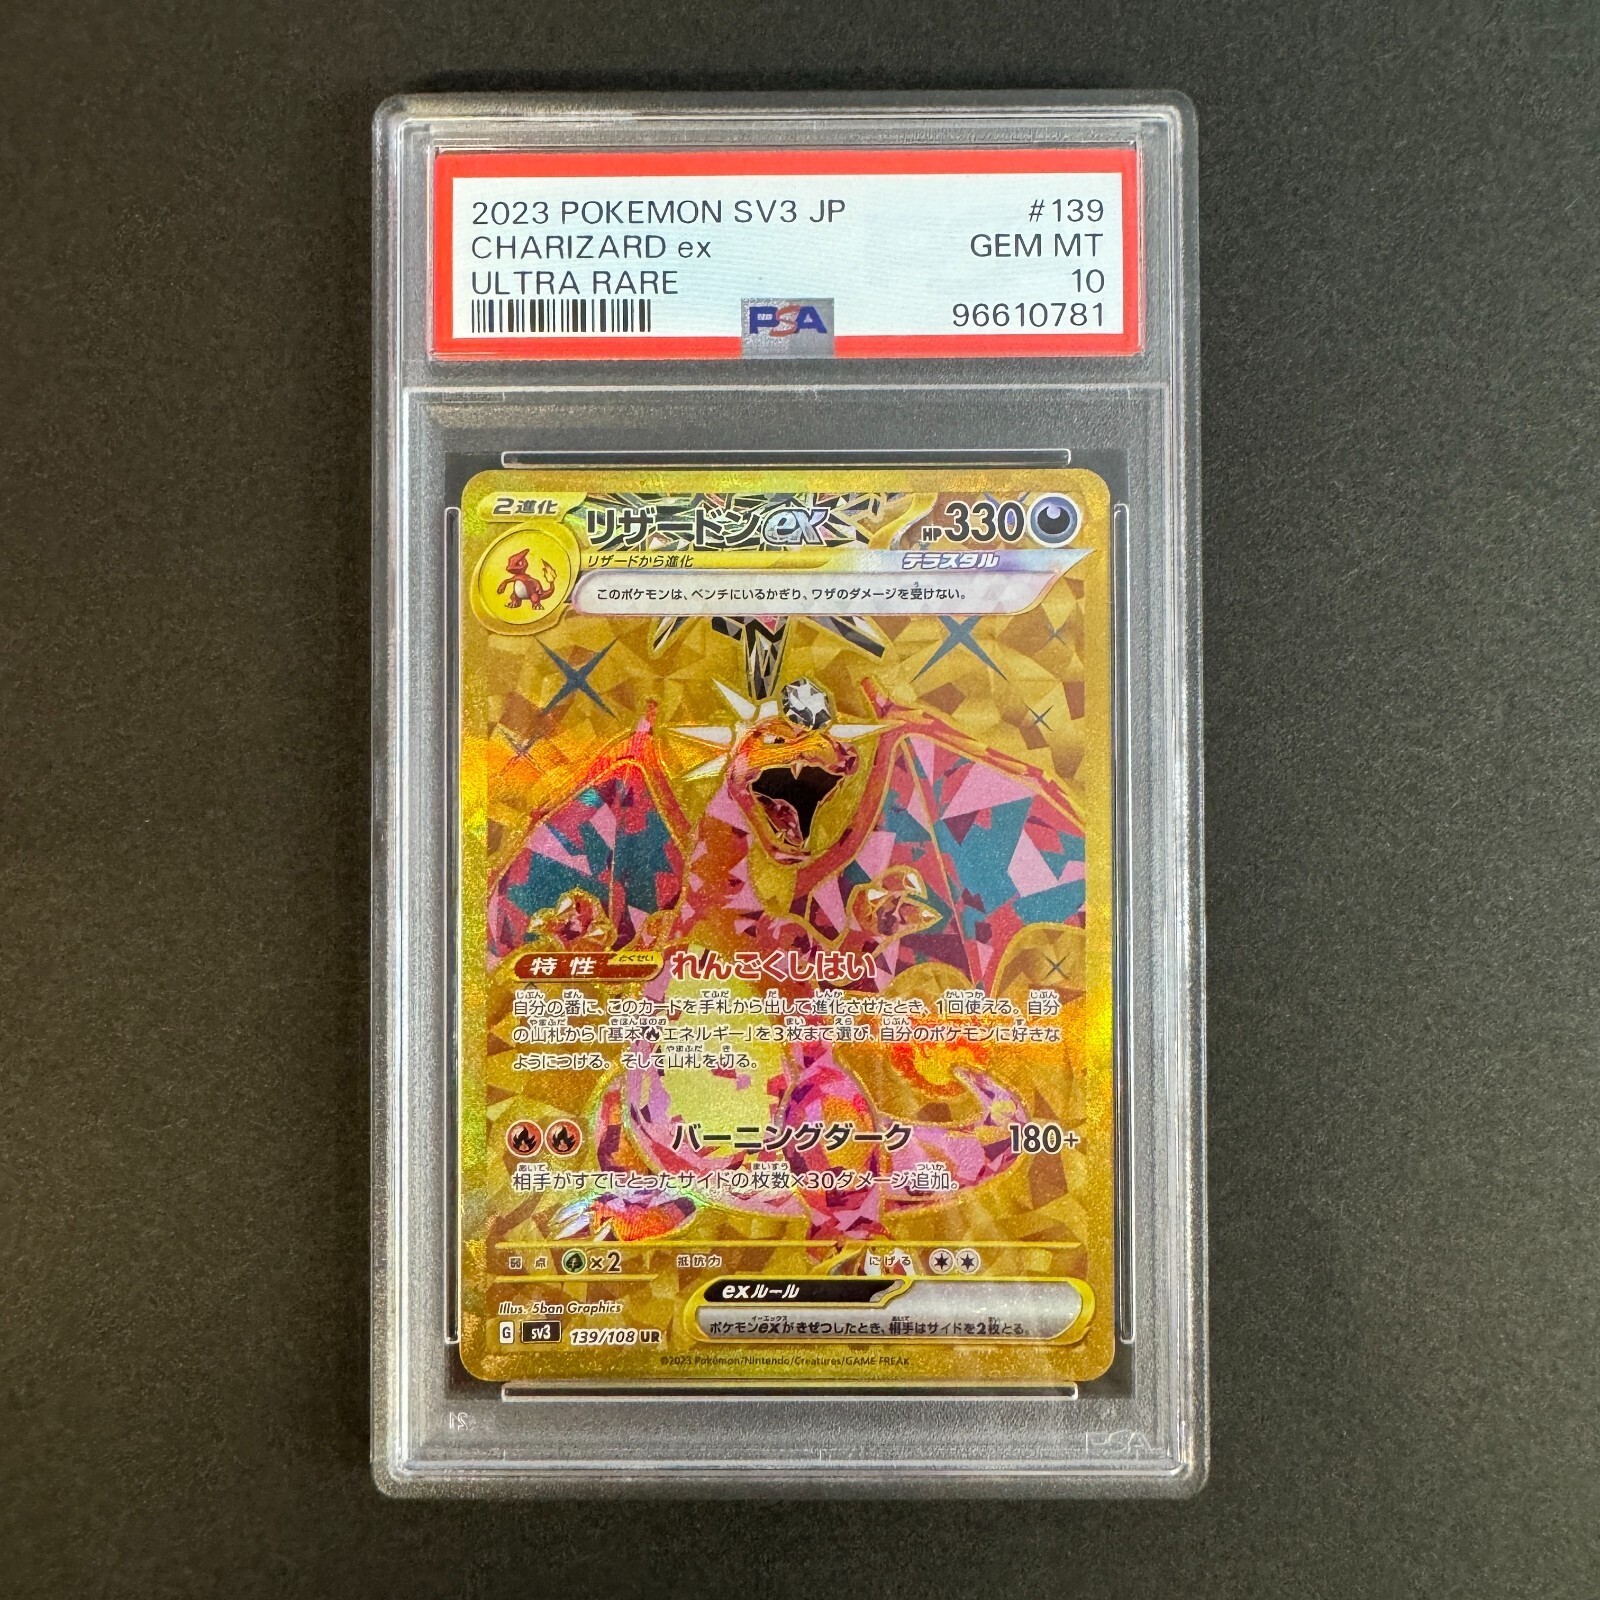 2023 POKEMON SV3 JP #139
CHARIZARD ex GEM MT
ULTRA RARE 10
PSA 96610781
2進化 リザードンex HP330
リザードから進化 テラスタル
このポケモンは、ベンチにいるかぎり、ワザのダメージを受けない。
特性 とくせい れんごくしはい
自分の番に、このカードを手札から出して進化させたとき、1回使える。自分
の山札から「基本エネルギー」を3枚まで選び、自分のポケモンに好きな
ようにつける。そして山札を切る。
バーニングダーク 180+
相手がすでにとったサイドの枚数×30ダメージ追加。
弱点 ×2 抵抗力 にげる
exルール
ポケモンexがきぜつしたとき、相手はサイドを2枚とる。
Illus. 5ban Graphics
G sv3 139/108 UR
©2023 Pokémon/Nintendo/Creatures/GAME FREAK
PSA